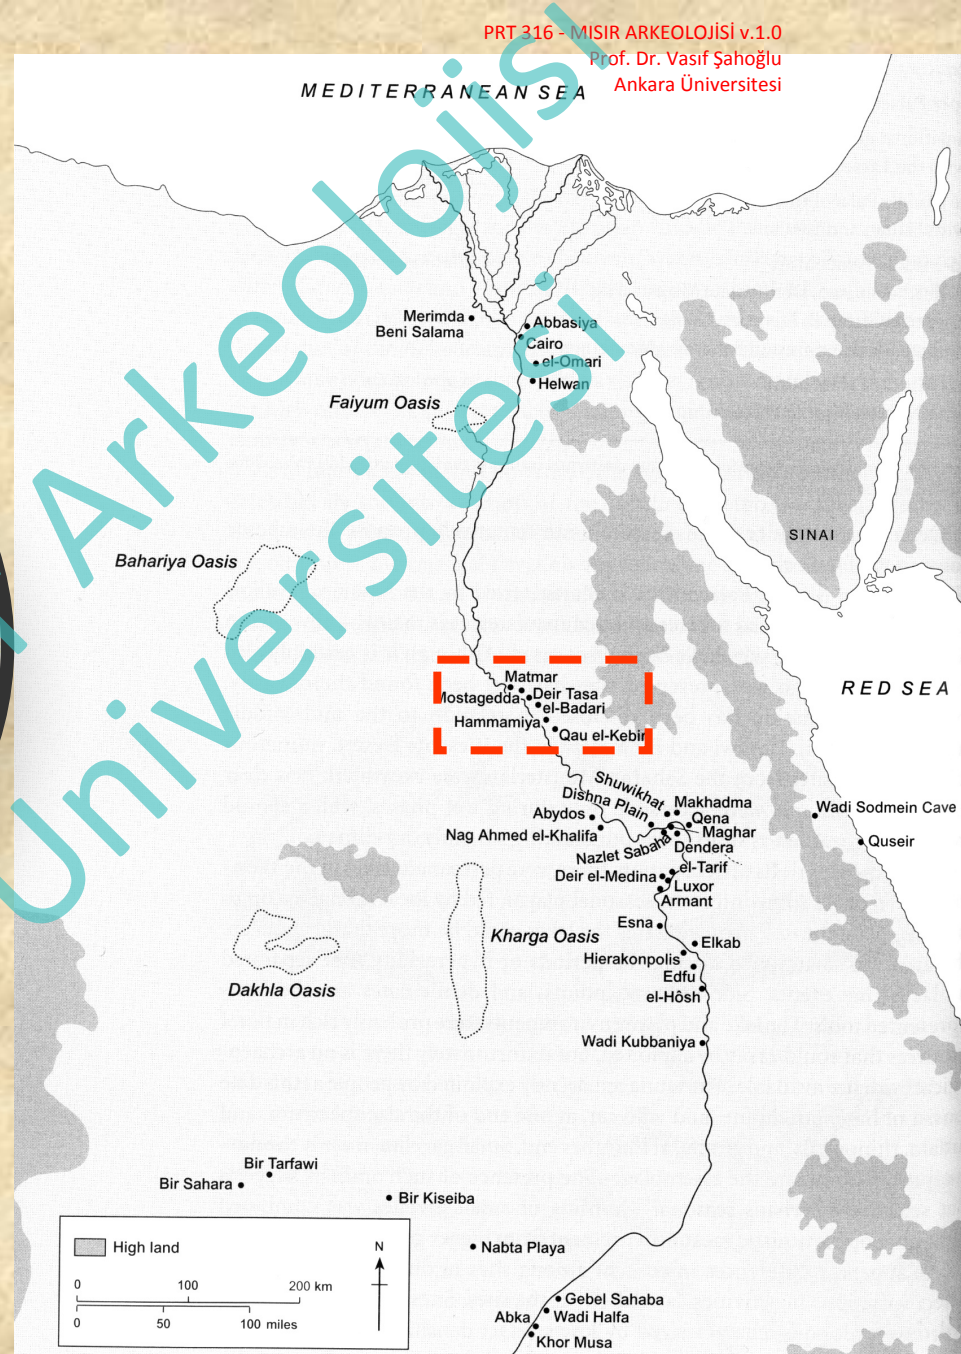 PRT 316 - MISIR ARKEOLOJİSİ v.1.0
Prof. Dr. Vasıf Şahoğlu
Ankara Üniversitesi
MEDITERRANEAN SEA
Arkeolojisi
Üniversitesi
Merimda
Beni Salama
Abbasiya
Cairo
el-Omari
Helwan
Faiyum Oasis
SINAI
Bahariya Oasis
RED SEA
Matmar
Deir Tasa
Mostagedda
el-Badari
Hammamiya
Qau el-Kebir
Shuwikhat
Dishna Plain
Makhadma
Wadi Sodmein Cave
Abydos
Qena
Nag Ahmed el-Khalifa
Maghar
Quseir
Nazlet Sabaha
Dendera
el-Tarif
Deir el-Medina
Luxor
Armant
Esna
Kharga Oasis
Elkab
Hierakonpolis
Edfu
Dakhla Oasis
el-Hôsh
Wadi Kubbaniya
Bir Tarfawi
Bir Sahara
Bir Kiseiba
High land
N
Nabta Playa
0 100 200 km
0 50 100 miles
Gebel Sahaba
Abka
Wadi Halfa
Khor Musa